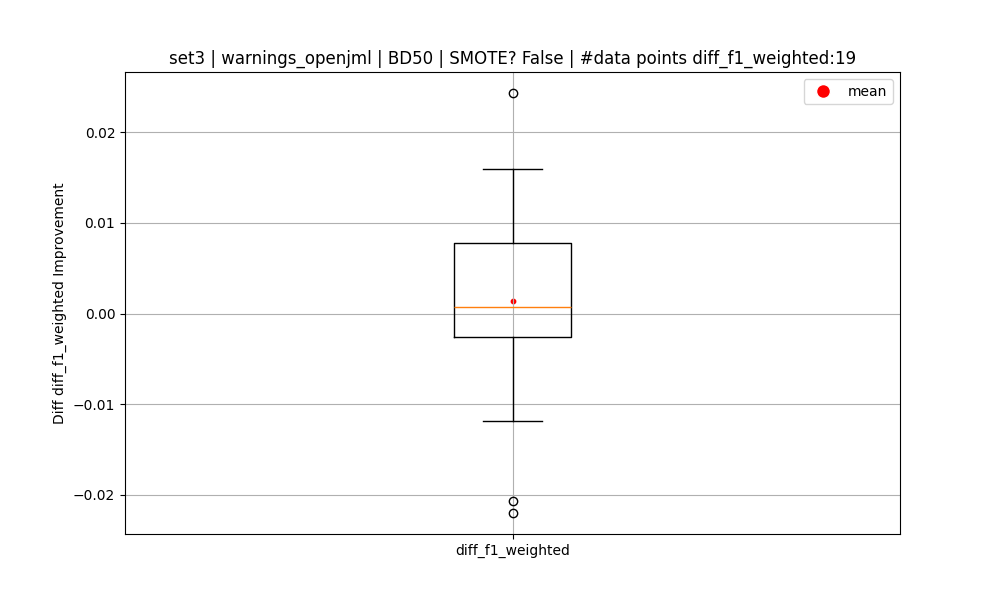 set3 | warnings_openjml | BD50 | SMOTE? False | #data points diff_f1_weighted:19
mean
0.02
0.01
0.00
−0.01
−0.02
Diff diff_f1_weighted Improvement
diff_f1_weighted